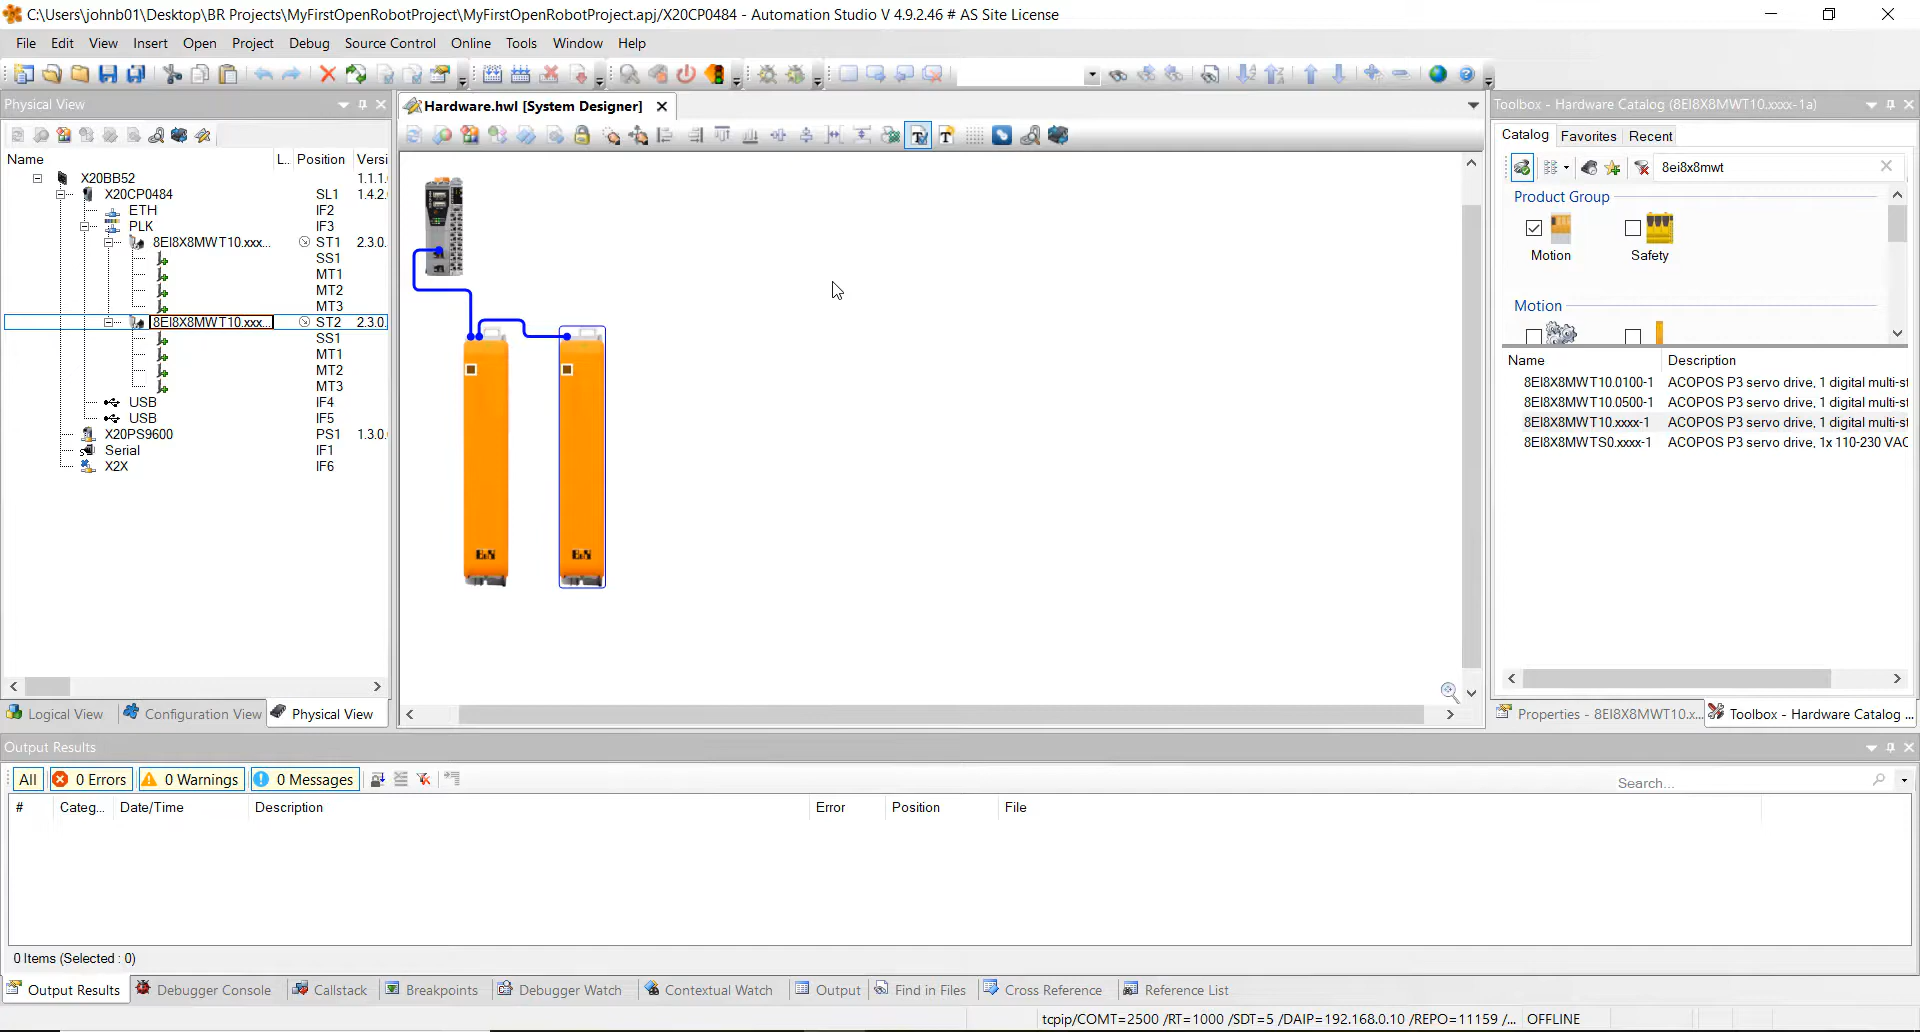 C:\Users\johnb01\Desktop\BR Projects\MyFirstOpenRobotProject\MyFirstOpenRobotProject.apj/X20CP0484 - Automation Studio V 4.9.2.46 # AS Site License
File Edit View Insert Open Project Debug Source Control Online Tools Window Help
Physical View
Hardware.hwl [System Designer]
Toolbox - Hardware Catalog (8EI8X8MWT10.xxxx-1a)
Catalog Favorites Recent
Name L.. Position Versi
8ei8x8mwt
X20BB52 1.1.1.
X20CP0484 SL1 1.4.2.
ETH IF2
PLK IF3
8EI8X8MWT10.xxx... ST1 2.3.0.
SS1
MT1
MT2
MT3
8EI8X8MWT10.xxx... ST2 2.3.0.
SS1
MT1
MT2
MT3
USB IF4
USB IF5
X20PS9600 PS1 1.3.0.
Serial IF1
X2X IF6
Product Group
Motion Safety
Motion
Name Description
8EI8X8MWT10.0100-1 ACOPOS P3 servo drive, 1 digital multi-st
8EI8X8MWT10.0500-1 ACOPOS P3 servo drive, 1 digital multi-st
8EI8X8MWT10.xxxx-1 ACOPOS P3 servo drive, 1 digital multi-st
8EI8X8MWTS0.xxxx-1 ACOPOS P3 servo drive, 1x 110-230 VAC
B&R B&R
Logical View Configuration View Physical View
Properties - 8EI8X8MWT10.x... Toolbox - Hardware Catalog ...
Output Results
All 0 Errors 0 Warnings 0 Messages
Search...
# Categ... Date/Time Description Error Position File
0 Items (Selected : 0)
Output Results Debugger Console Callstack Breakpoints Debugger Watch Contextual Watch Output Find in Files Cross Reference Reference List
tcpip/COMT=2500 /RT=1000 /SDT=5 /DAIP=192.168.0.10 /REPO=11159 /... OFFLINE